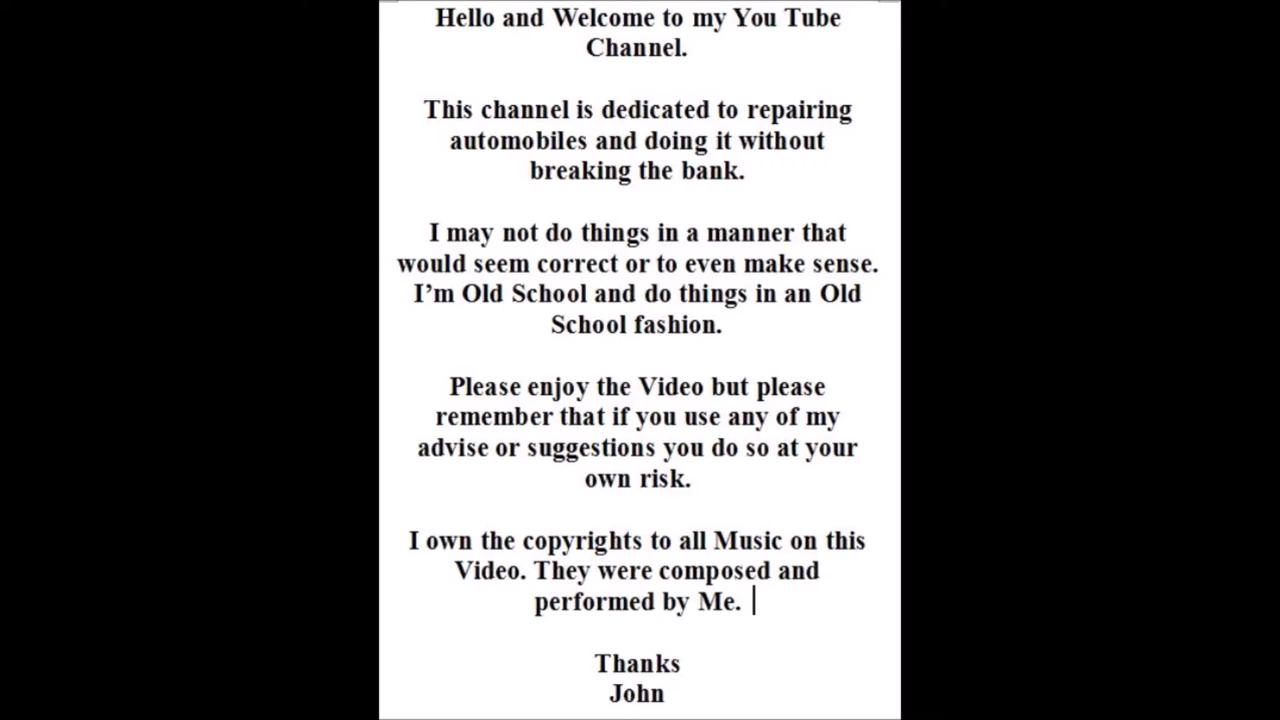 Hello and Welcome to my You Tube
Channel.
This channel is dedicated to repairing
automobiles and doing it without
breaking the bank.
I may not do things in a manner that
would seem correct or to even make sense.
I’m Old School and do things in an Old
School fashion.
Please enjoy the Video but please
remember that if you use any of my
advise or suggestions you do so at your
own risk.
I own the copyrights to all Music on this
Video. They were composed and
performed by Me.
Thanks
John